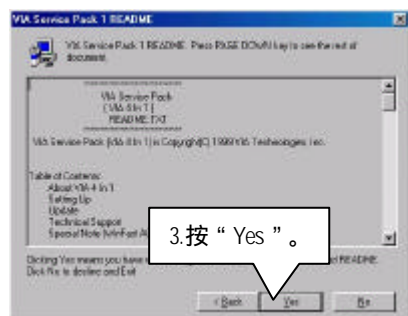 VIA Service Pack 1 README
VIA Service Pack 1 README. Press PAGE DOWN key to see the rest of
document.
VIA Service Pack
( VIA 4 In 1 )
README.TXT
VIA Service Pack (VIA 4 In 1) is Copyright(C) 1999 VIA Technologies, Inc.
Table of Contents:
About VIA 4 In 1
Setting Up
Update
Technical Support
Special Note (WinFast
3.按“ Yes ”。
Clicking Yes means you have
README.
Click No to decline and Exit
< Back
Yes
No